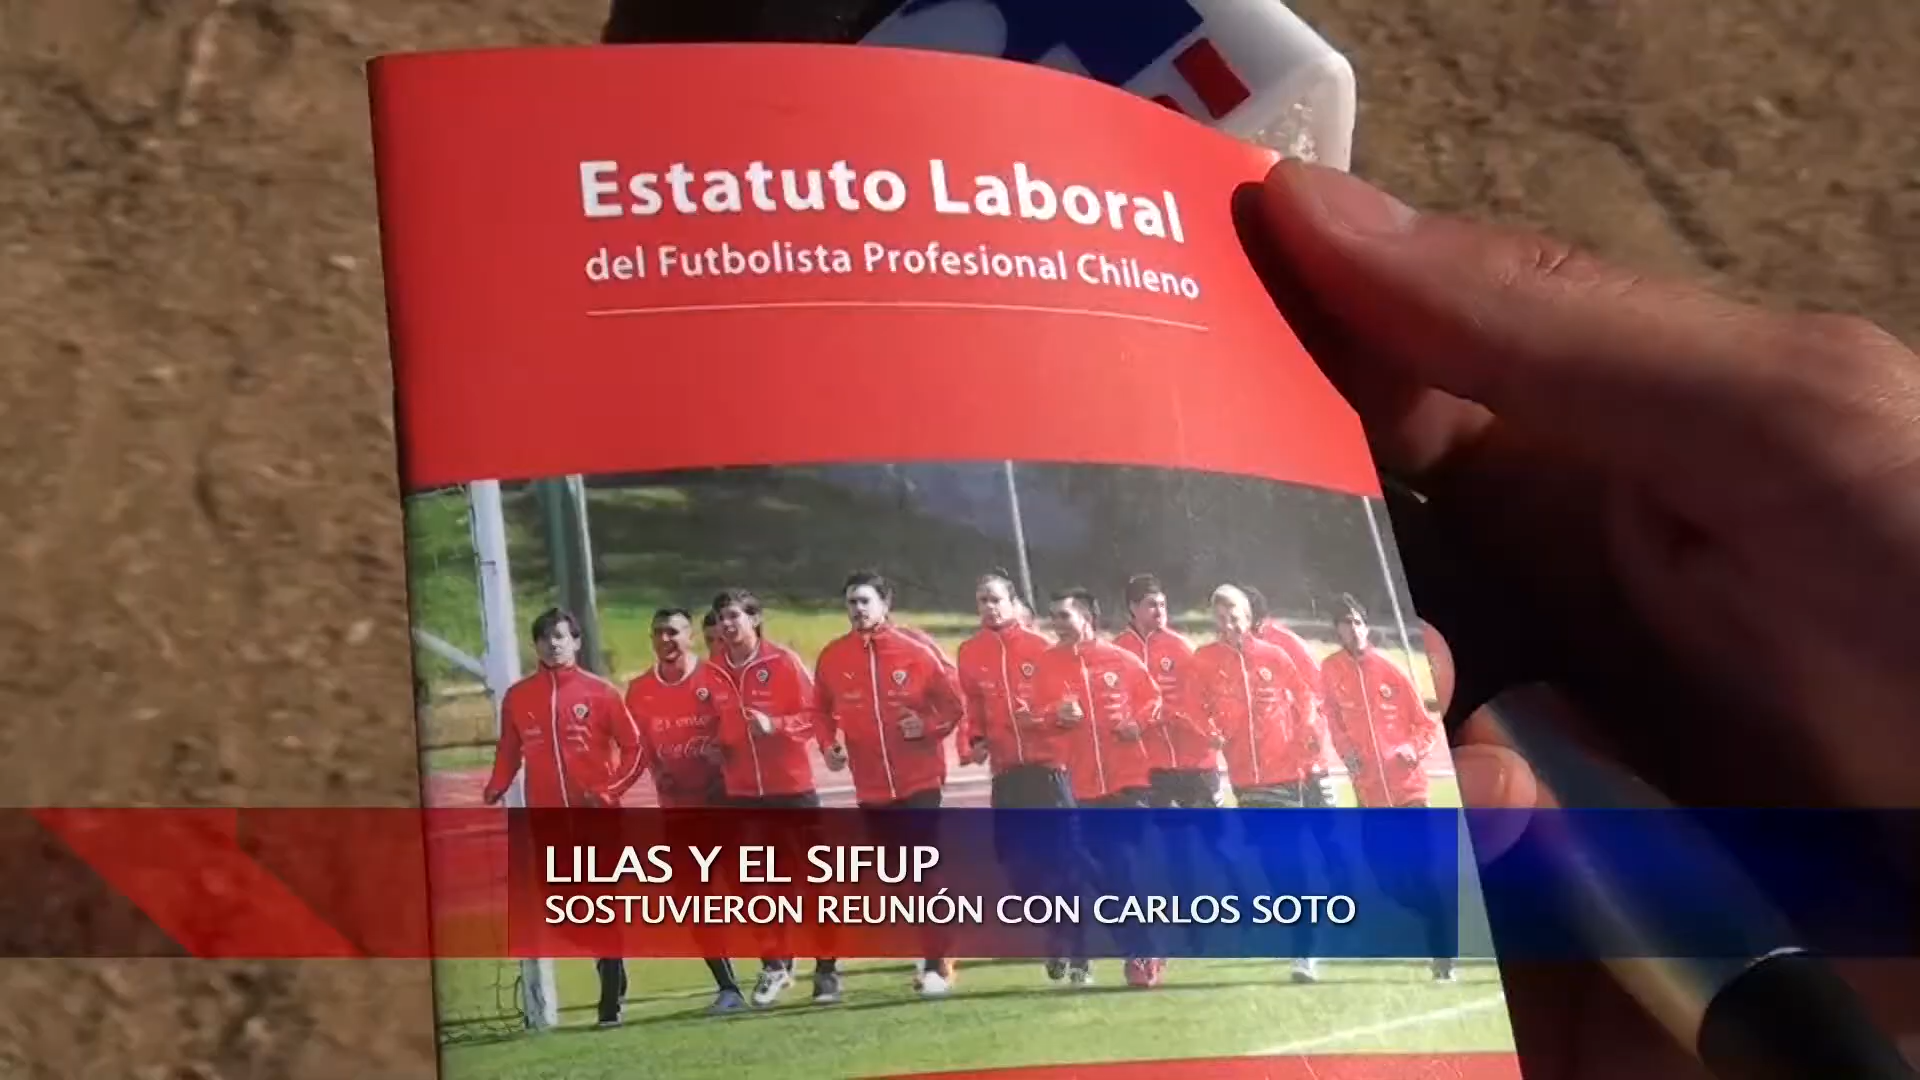 Estatuto Laboral
del Futbolista Profesional Chileno
LILAS Y EL SIFUP
SOSTUVIERON REUNIÓN CON CARLOS SOTO